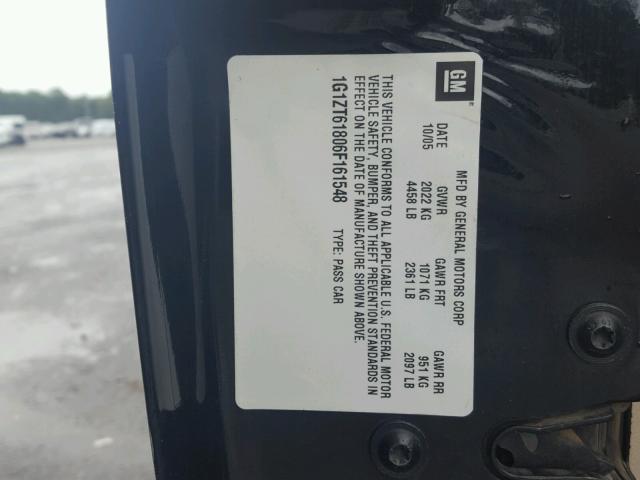 GM
MFD BY GENERAL MOTORS CORP
DATE GVWR GAWR FRT GAWR RR
10/05 2022 KG 1071 KG 951 KG
4458 LB 2361 LB 2097 LB
THIS VEHICLE CONFORMS TO ALL APPLICABLE U.S. FEDERAL MOTOR
VEHICLE SAFETY, BUMPER, AND THEFT PREVENTION STANDARDS IN
EFFECT ON THE DATE OF MANUFACTURE SHOWN ABOVE.
1G1ZT61806F161548 TYPE: PASS CAR